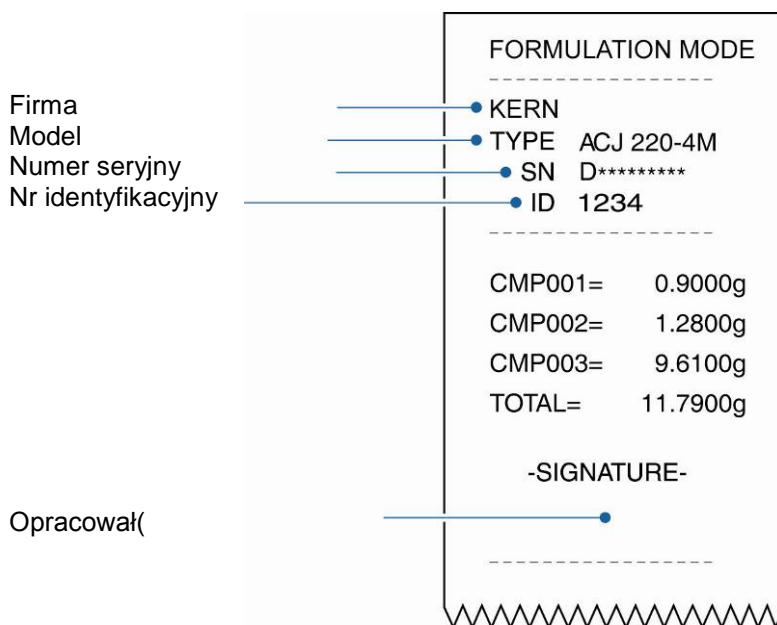 FORMULATION MODE
Firma KERN
Model TYPE ACJ 220-4M
Numer seryjny SN D*********
Nr identyfikacyjny ID 1234
CMP001= 0.9000g
CMP002= 1.2800g
CMP003= 9.6100g
TOTAL= 11.7900g
-SIGNATURE-
Opracował(